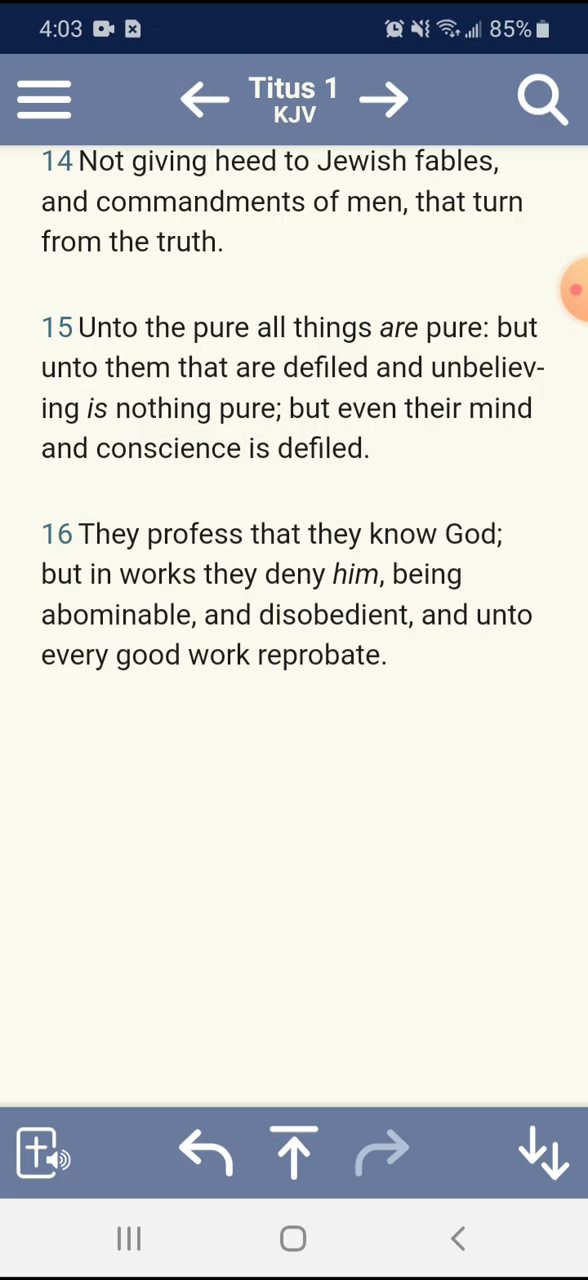 4:03
85%
Titus 1
KJV
14 Not giving heed to Jewish fables,
and commandments of men, that turn
from the truth.
15 Unto the pure all things are pure: but
unto them that are defiled and unbeliev-
ing is nothing pure; but even their mind
and conscience is defiled.
16 They profess that they know God;
but in works they deny him, being
abominable, and disobedient, and unto
every good work reprobate.